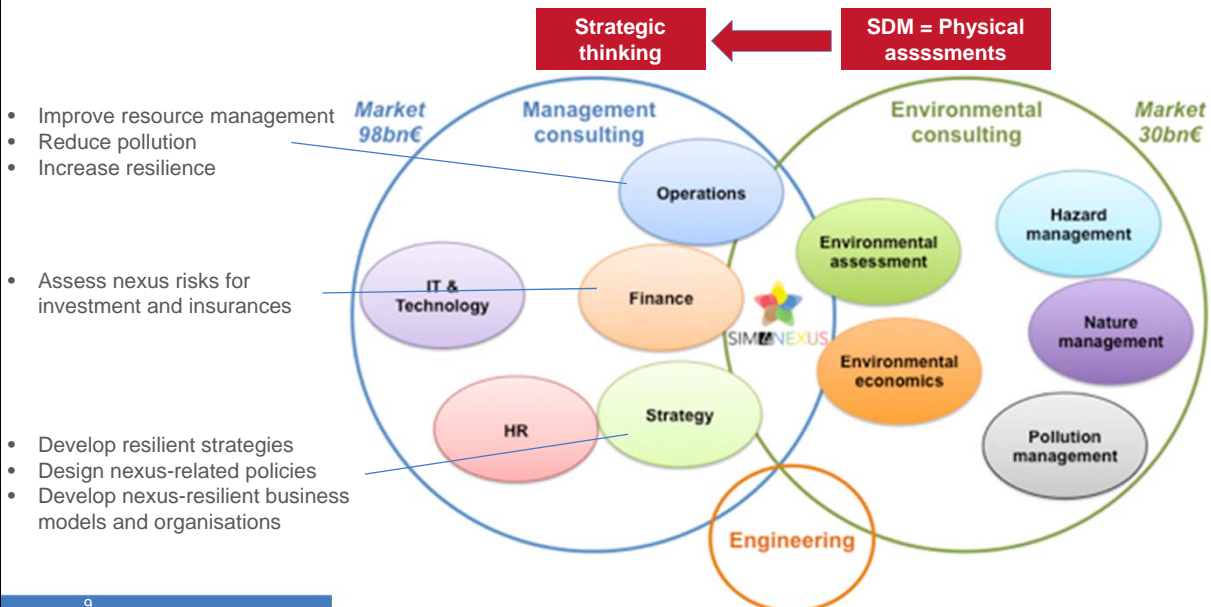 Strategic
thinking
SDM = Physical
assssments
• Improve resource management
• Reduce pollution
• Increase resilience
• Assess nexus risks for
investment and insurances
• Develop resilient strategies
• Design nexus-related policies
• Develop nexus-resilient business
models and organisations
Market
98bn€
Management
consulting
Environmental
consulting
Market
30bn€
Operations
IT &
Technology
Finance
HR
Strategy
SIM4NEXUS
Environmental
assessment
Environmental
economics
Hazard
management
Nature
management
Pollution
management
Engineering
9